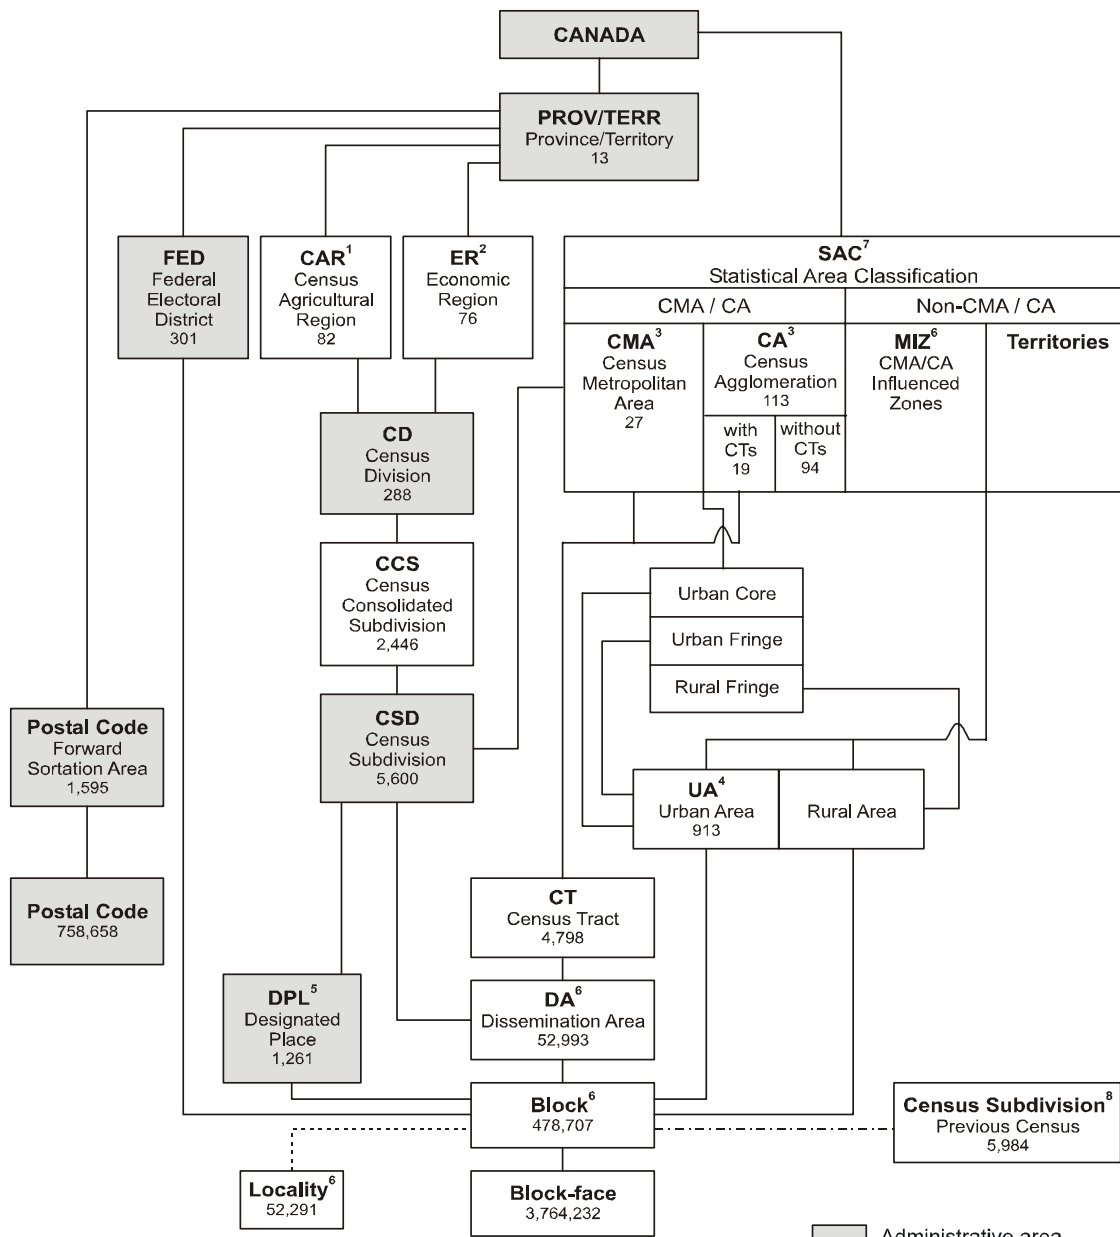 CANADA
PROV/TERR
Province/Territory
13
FED
Federal
Electoral
District
301
CAR1
Census
Agricultural
Region
82
ER2
Economic
Region
76
SAC7
Statistical Area Classification
CMA / CA
Non-CMA / CA
CMA3
Census
Metropolitan
Area
27
CA3
Census
Agglomeration
113
with
CTs
19
without
CTs
94
MIZ6
CMA/CA
Influenced
Zones
Territories
CD
Census
Division
288
CCS
Census
Consolidated
Subdivision
2,446
Urban Core
Urban Fringe
Rural Fringe
Postal Code
Forward
Sortation Area
1,595
CSD
Census
Subdivision
5,600
UA4
Urban Area
913
Rural Area
Postal Code
758,658
CT
Census Tract
4,798
DPL5
Designated
Place
1,261
DA6
Dissemination Area
52,993
Block6
478,707
Census Subdivision8
Previous Census
5,984
Locality6
52,291
Block-face
3,764,232
Administrative area